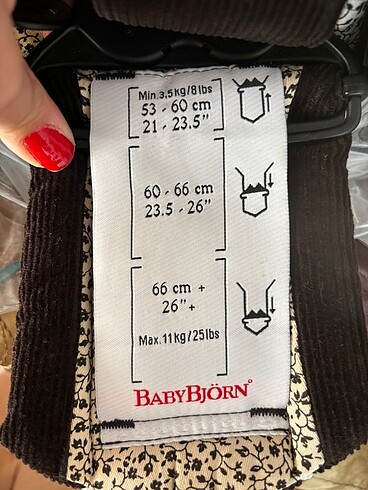 Min.3,5kg/8lbs
53 - 60 cm
21 - 23.5"
60 - 66 cm
23.5 - 26"
66 cm +
26" +
Max.11kg/25lbs
BABYBJÖRN®